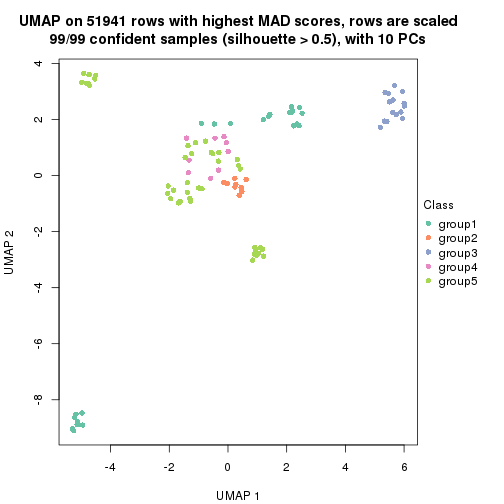 UMAP on 51941 rows with highest MAD scores, rows are scaled
99/99 confident samples (silhouette > 0.5), with 10 PCs
4
2
0
-2
-4
-6
-8
UMAP 2
-4
-2
0
2
4
6
UMAP 1
Class
group1
group2
group3
group4
group5